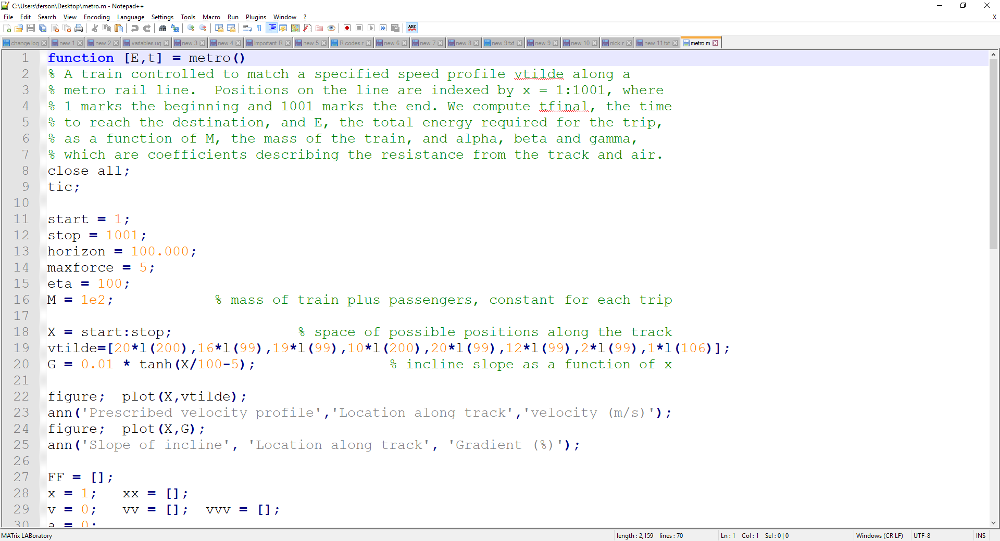 C:\Users\ferson\Desktop\metro.m - Notepad++
File Edit Search View Encoding Language Settings Tools Macro Run Plugins Window ? X
ABC
change.log new 1 new 2 variables.uq new 3 new 4 Important.R new 5 R codes.r new 6 new 7 new 8 new 9.txt new 9 new 10 nick.r new 11.txt metro.m
1 function [E,t] = metro()
2 % A train controlled to match a specified speed profile vtilde along a
3 % metro rail line.  Positions on the line are indexed by x = 1:1001, where
4 % 1 marks the beginning and 1001 marks the end. We compute tfinal, the time
5 % to reach the destination, and E, the total energy required for the trip,
6 % as a function of M, the mass of the train, and alpha, beta and gamma,
7 % which are coefficients describing the resistance from the track and air.
8 close all;
9 tic;
10
11 start = 1;
12 stop = 1001;
13 horizon = 100.000;
14 maxforce = 5;
15 eta = 100;
16 M = 1e2;            % mass of train plus passengers, constant for each trip
17
18 X = start:stop;               % space of possible positions along the track
19 vtilde=[20*l(200),16*l(99),19*l(99),10*l(200),20*l(99),12*l(99),2*l(99),1*l(106)];
20 G = 0.01 * tanh(X/100-5);                % incline slope as a function of x
21
22 figure;  plot(X,vtilde);
23 ann('Prescribed velocity profile','Location along track','velocity (m/s)');
24 figure;  plot(X,G);
25 ann('Slope of incline', 'Location along track', 'Gradient (%)');
26
27 FF = [];
28 x = 1;   xx = [];
29 v = 0;   vv = [];  vvv = [];
30 a = 0;
MATrix LABoratory length : 2,159 lines : 70 Ln : 1 Col : 1 Sel : 0 | 0 Windows (CR LF) UTF-8 INS